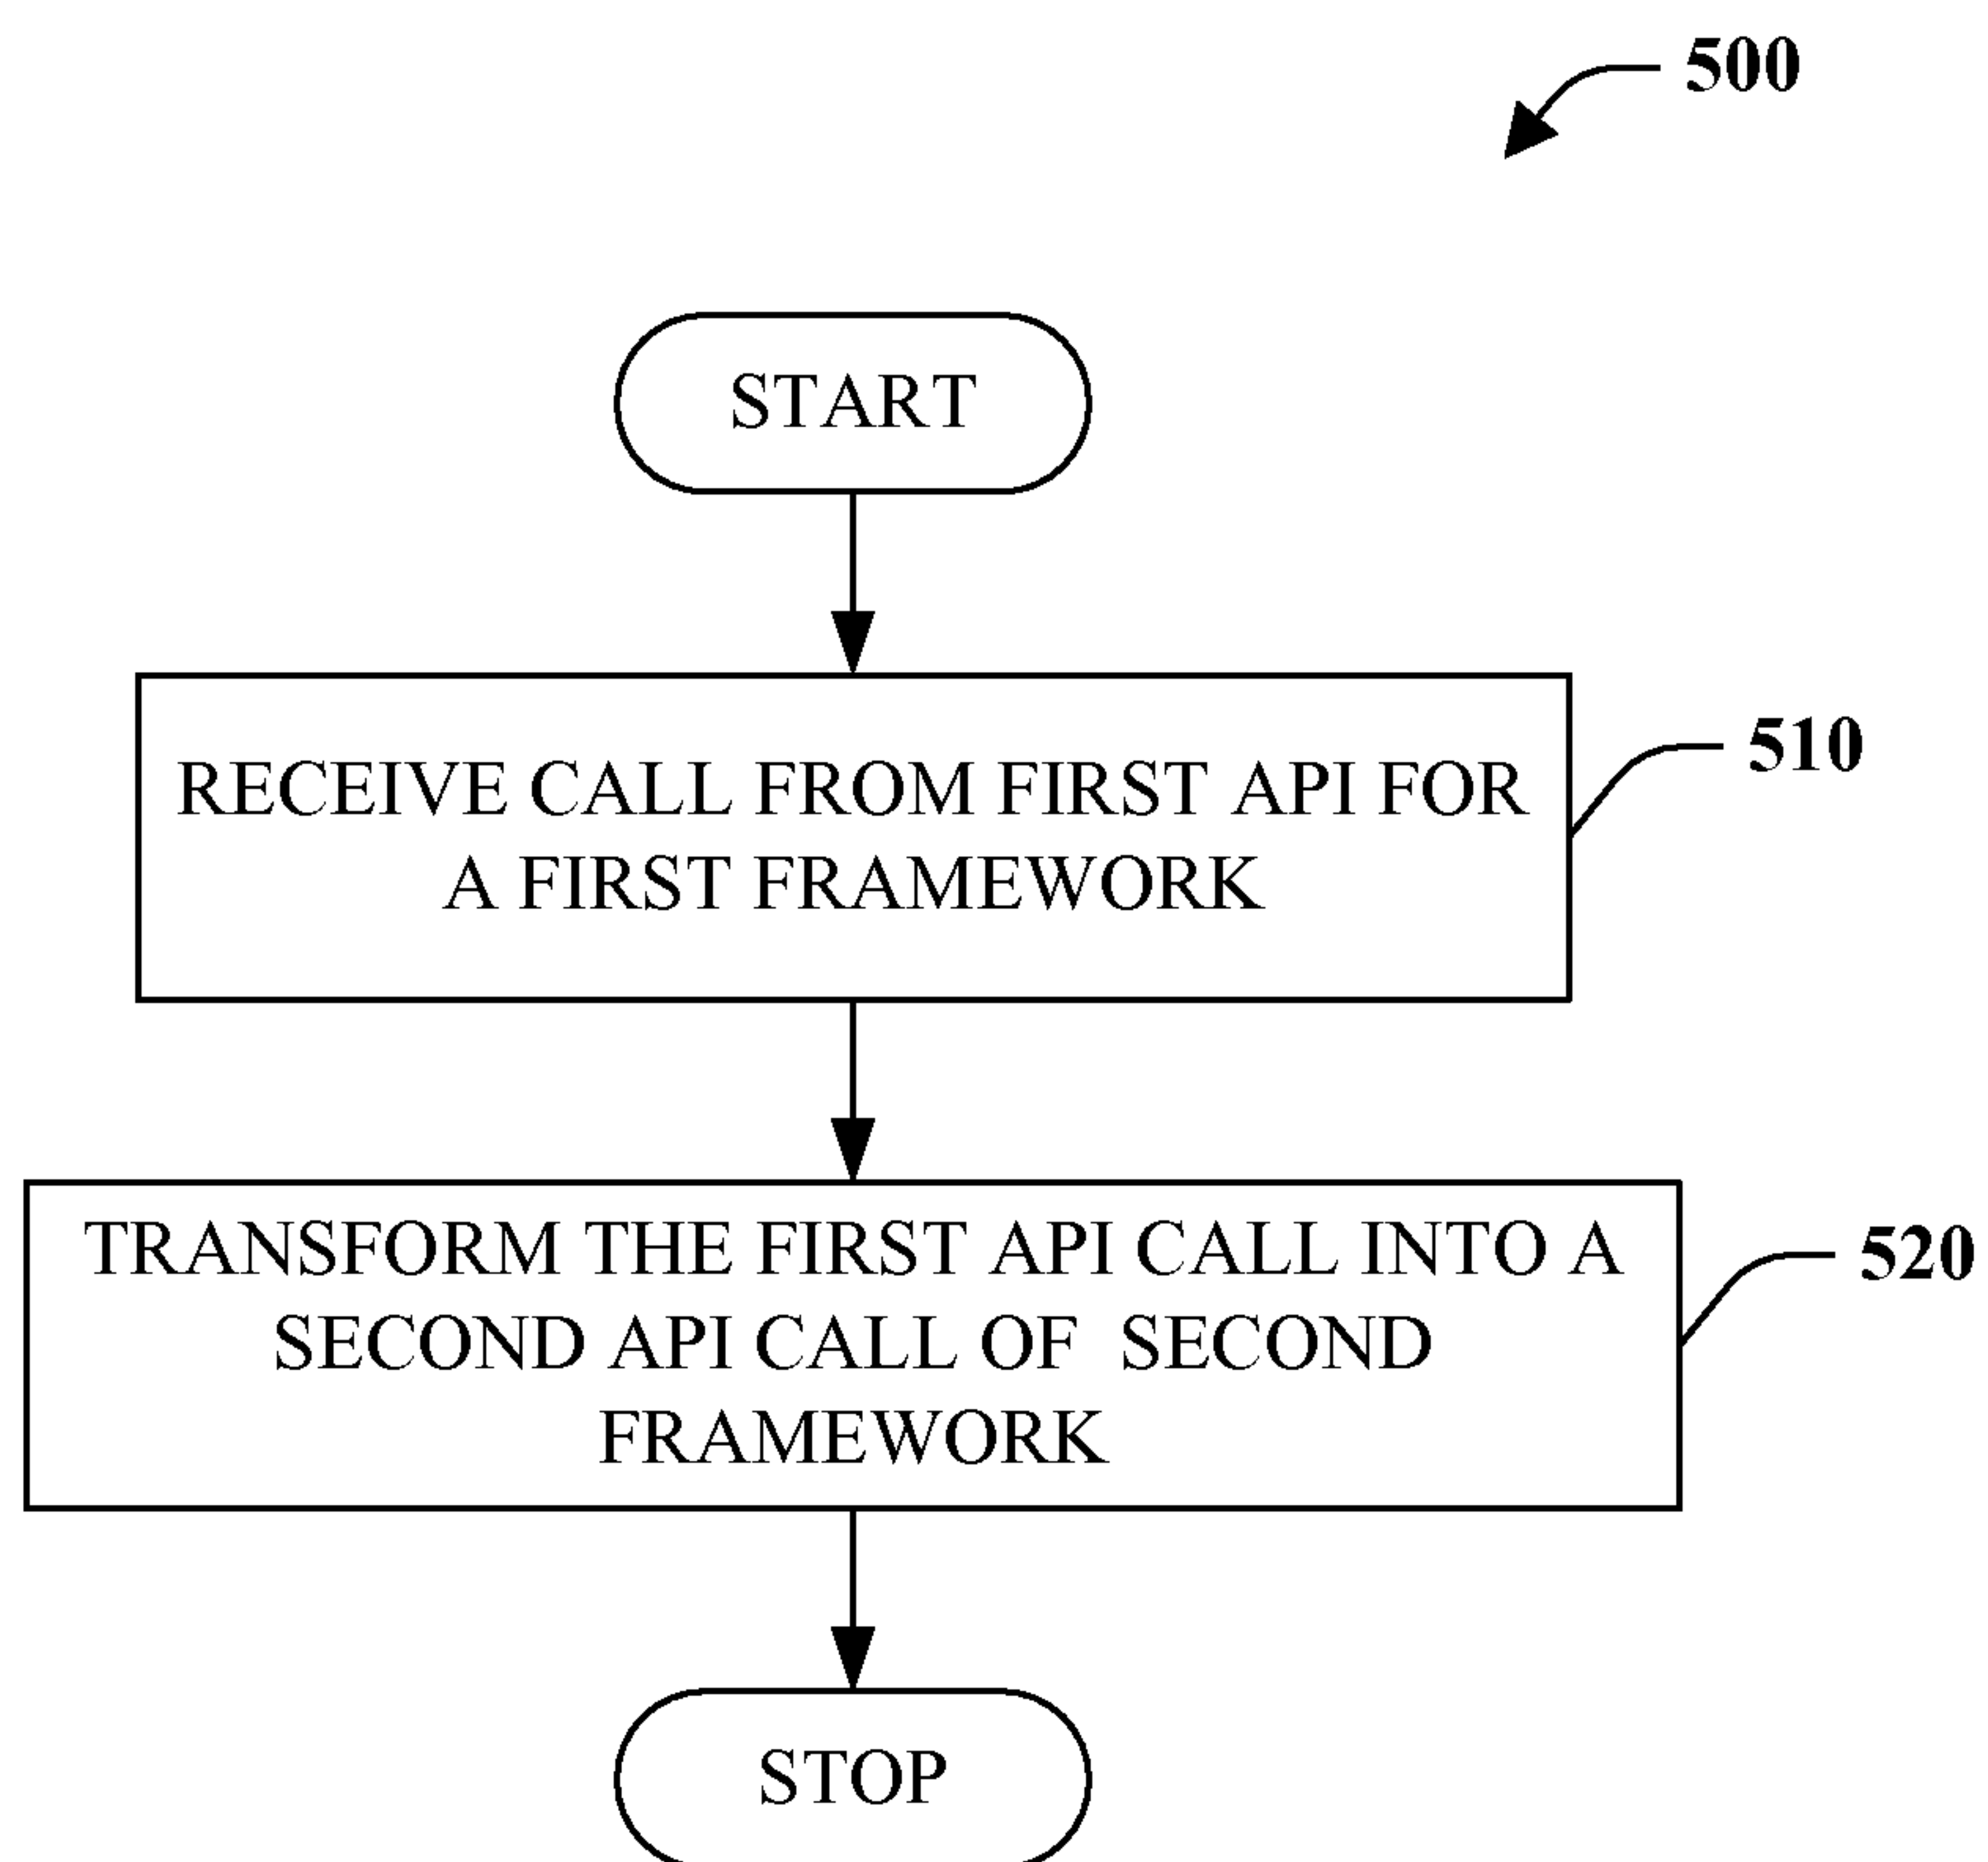 500
START
RECEIVE CALL FROM FIRST API FOR
A FIRST FRAMEWORK
510
TRANSFORM THE FIRST API CALL INTO A
SECOND API CALL OF SECOND
FRAMEWORK
520
STOP